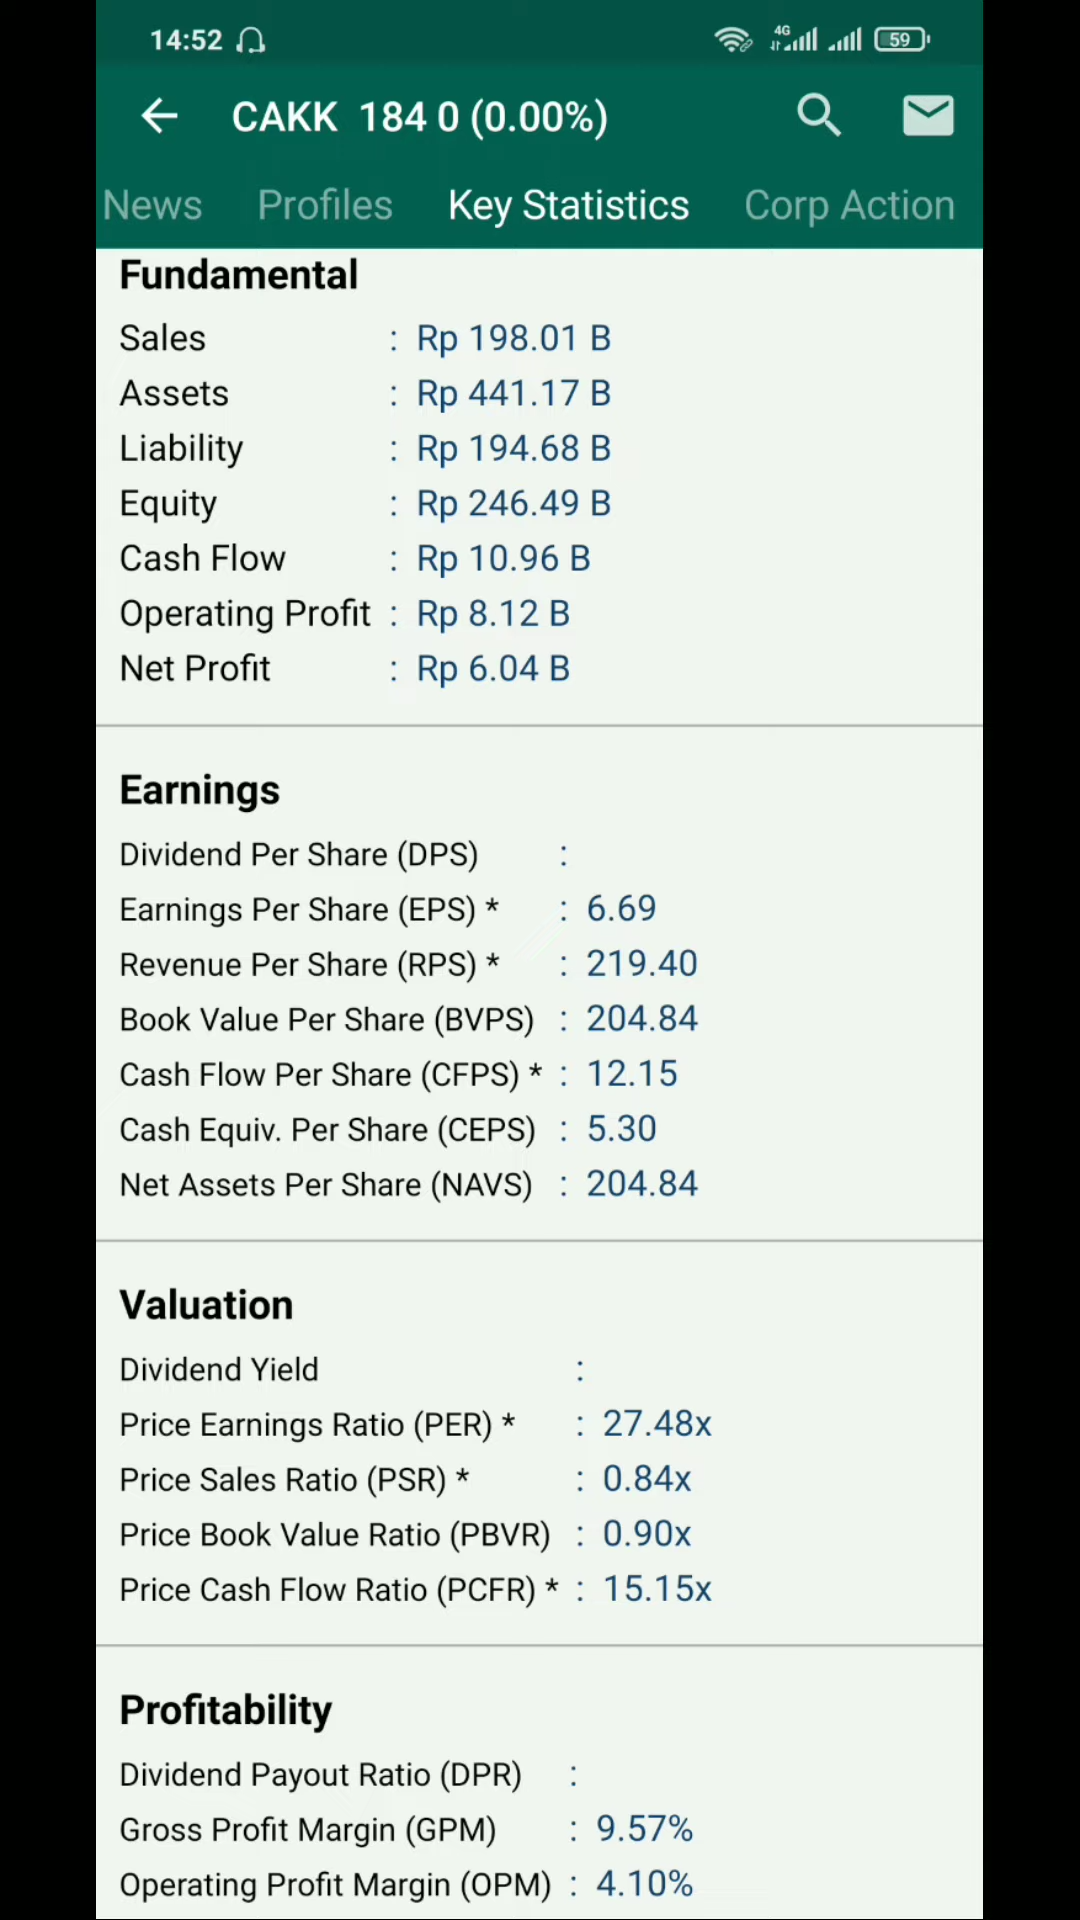 14:52 4G 59
CAKK 184 0 (0.00%)
News Profiles Key Statistics Corp Action
Fundamental
Sales : Rp 198.01 B
Assets : Rp 441.17 B
Liability : Rp 194.68 B
Equity : Rp 246.49 B
Cash Flow : Rp 10.96 B
Operating Profit : Rp 8.12 B
Net Profit : Rp 6.04 B
Earnings
Dividend Per Share (DPS) :
Earnings Per Share (EPS) * : 6.69
Revenue Per Share (RPS) * : 219.40
Book Value Per Share (BVPS) : 204.84
Cash Flow Per Share (CFPS) * : 12.15
Cash Equiv. Per Share (CEPS) : 5.30
Net Assets Per Share (NAVS) : 204.84
Valuation
Dividend Yield :
Price Earnings Ratio (PER) * : 27.48x
Price Sales Ratio (PSR) * : 0.84x
Price Book Value Ratio (PBVR) : 0.90x
Price Cash Flow Ratio (PCFR) * : 15.15x
Profitability
Dividend Payout Ratio (DPR) :
Gross Profit Margin (GPM) : 9.57%
Operating Profit Margin (OPM) : 4.10%